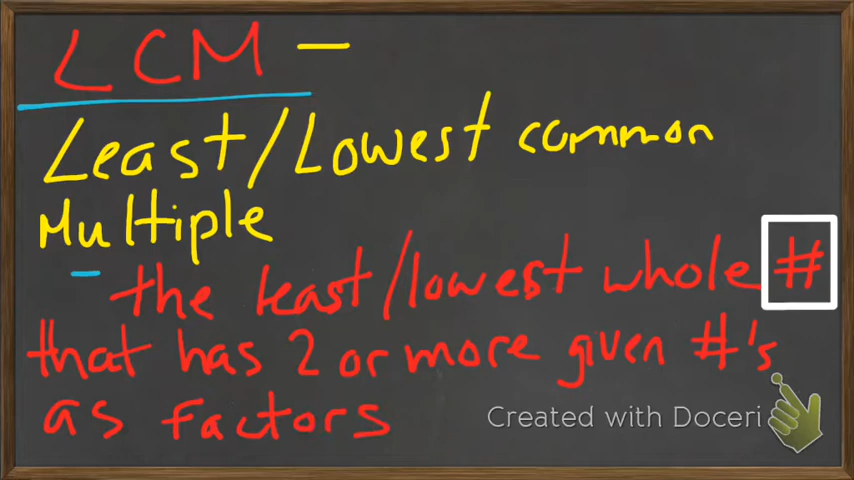 LCM -
Least/Lowest common
Multiple
- the least/lowest whole #
that has 2 or more given #'s
as factors
Created with Doceri